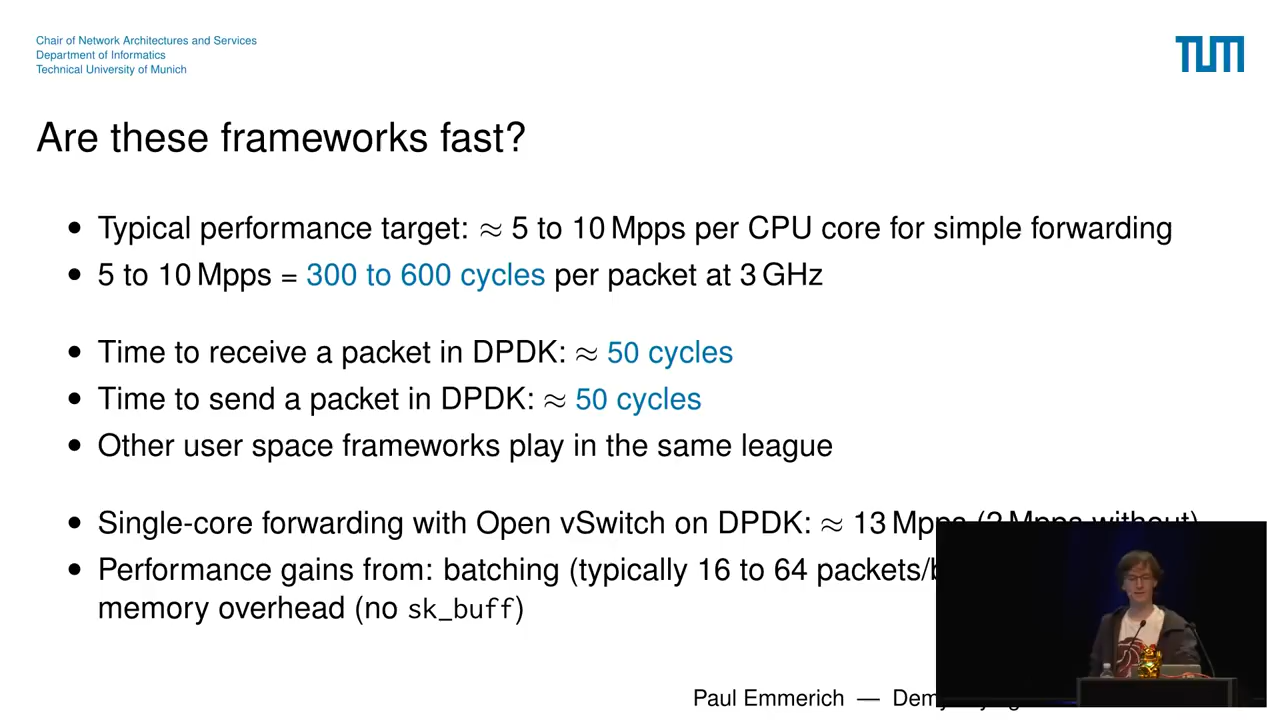 Chair of Network Architectures and Services
Department of Informatics
Technical University of Munich
TUM
Are these frameworks fast?
• Typical performance target: ≈ 5 to 10 Mpps per CPU core for simple forwarding
• 5 to 10 Mpps = 300 to 600 cycles per packet at 3 GHz
• Time to receive a packet in DPDK: ≈ 50 cycles
• Time to send a packet in DPDK: ≈ 50 cycles
• Other user space frameworks play in the same league
• Single-core forwarding with Open vSwitch on DPDK: ≈ 13 Mpps (2 Mpps without)
• Performance gains from: batching (typically 16 to 64 packets/
memory overhead (no sk_buff)
Paul Emmerich —